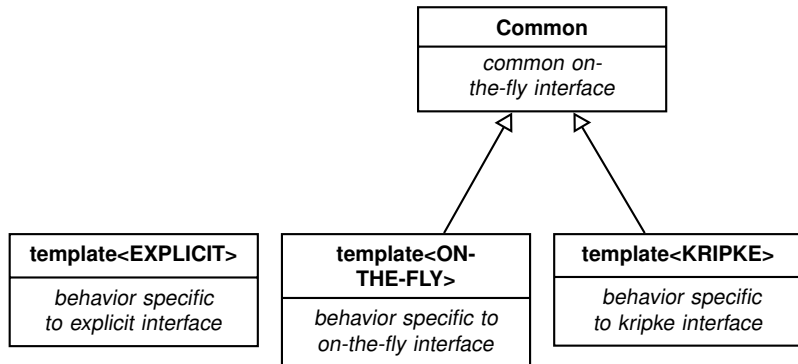 Common
common on-
the-fly interface
template<EXPLICIT>
behavior specific
to explicit interface
template<ON-
THE-FLY>
behavior specific to
on-the-fly interface
template<KRIPKE>
behavior specific
to kripke interface